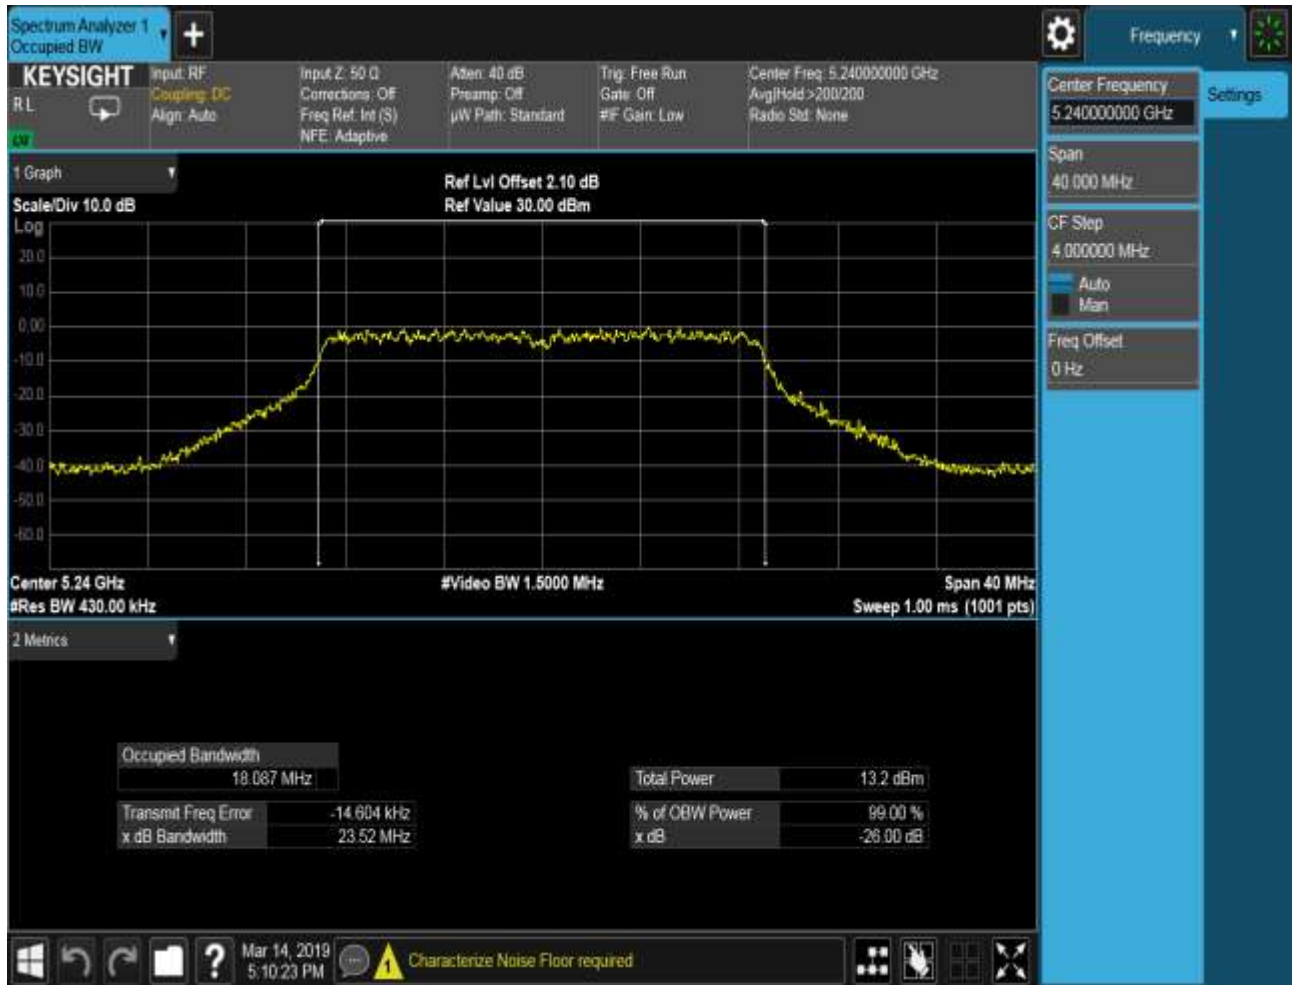 Spectrum Analyzer 1
Occupied BW
+
Frequency
KEYSIGHT
R L
Input: RF
Coupling: DC
Align: Auto
Input Z: 50 Ω
Corrections: Off
Freq Ref: Int (S)
NFE: Adaptive
Atten: 40 dB
Preamp: Off
µW Path: Standard
Trig: Free Run
Gate: Off
#IF Gain: Low
Center Freq: 5.240000000 GHz
Avg|Hold:>200/200
Radio Std: None
Center Frequency
5.240000000 GHz
Settings
Span
40.000 MHz
CF Step
4.000000 MHz
Auto
Man
Freq Offset
0 Hz
1 Graph
Scale/Div 10.0 dB
Ref Lvl Offset 2.10 dB
Ref Value 30.00 dBm
Log
20.0
10.0
0.00
-10.0
-20.0
-30.0
-40.0
-50.0
-60.0
Center 5.24 GHz
#Video BW 1.5000 MHz
Span 40 MHz
#Res BW 430.00 kHz
Sweep 1.00 ms (1001 pts)
2 Metrics
Occupied Bandwidth
18.087 MHz
Total Power 13.2 dBm
Transmit Freq Error -14.604 kHz
% of OBW Power 99.00 %
x dB Bandwidth 23.52 MHz
x dB -26.00 dB
?
Mar 14, 2019
5:10:23 PM
1
Characterize Noise Floor required